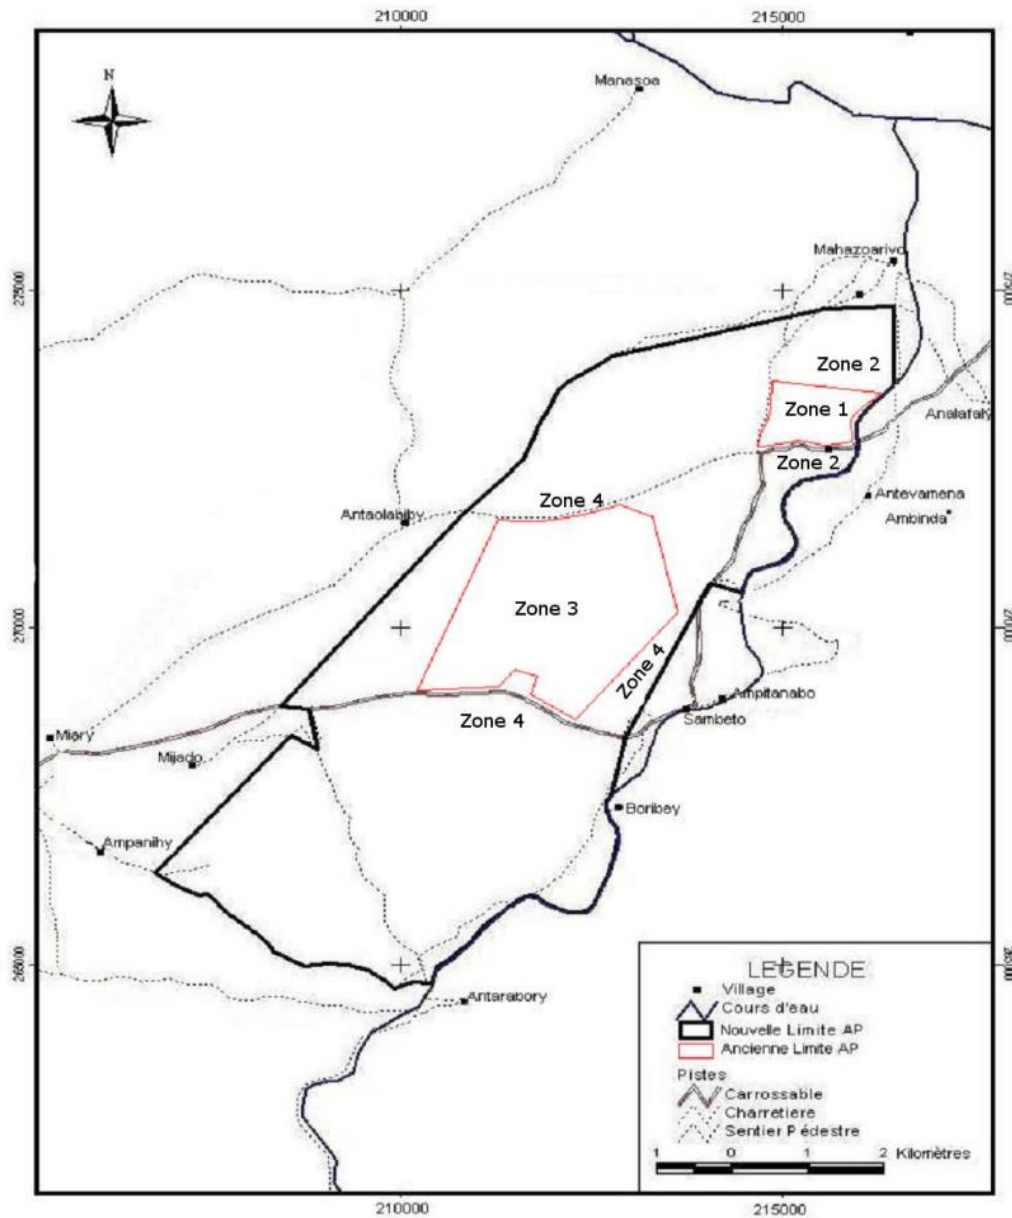 210000 215000
N
Manasoa
Mahazoarivo
Zone 2
Zone 1
Analafaly
Zone 2
Zone 4
Antaolabiby
Antevamena
Ambinda
Zone 3
Zone 4
Ampitanabo
Sambeto
Zone 4
Miary
Mijado
Boribey
Ampanihy
Antarabory
LEGENDE
Village
Cours d'eau
Nouvelle Limite AP
Ancienne Limite AP
Pistes
Carrossable
Charretiere
Sentier Pédestre
1 0 1 2 Kilomètres
210000 215000